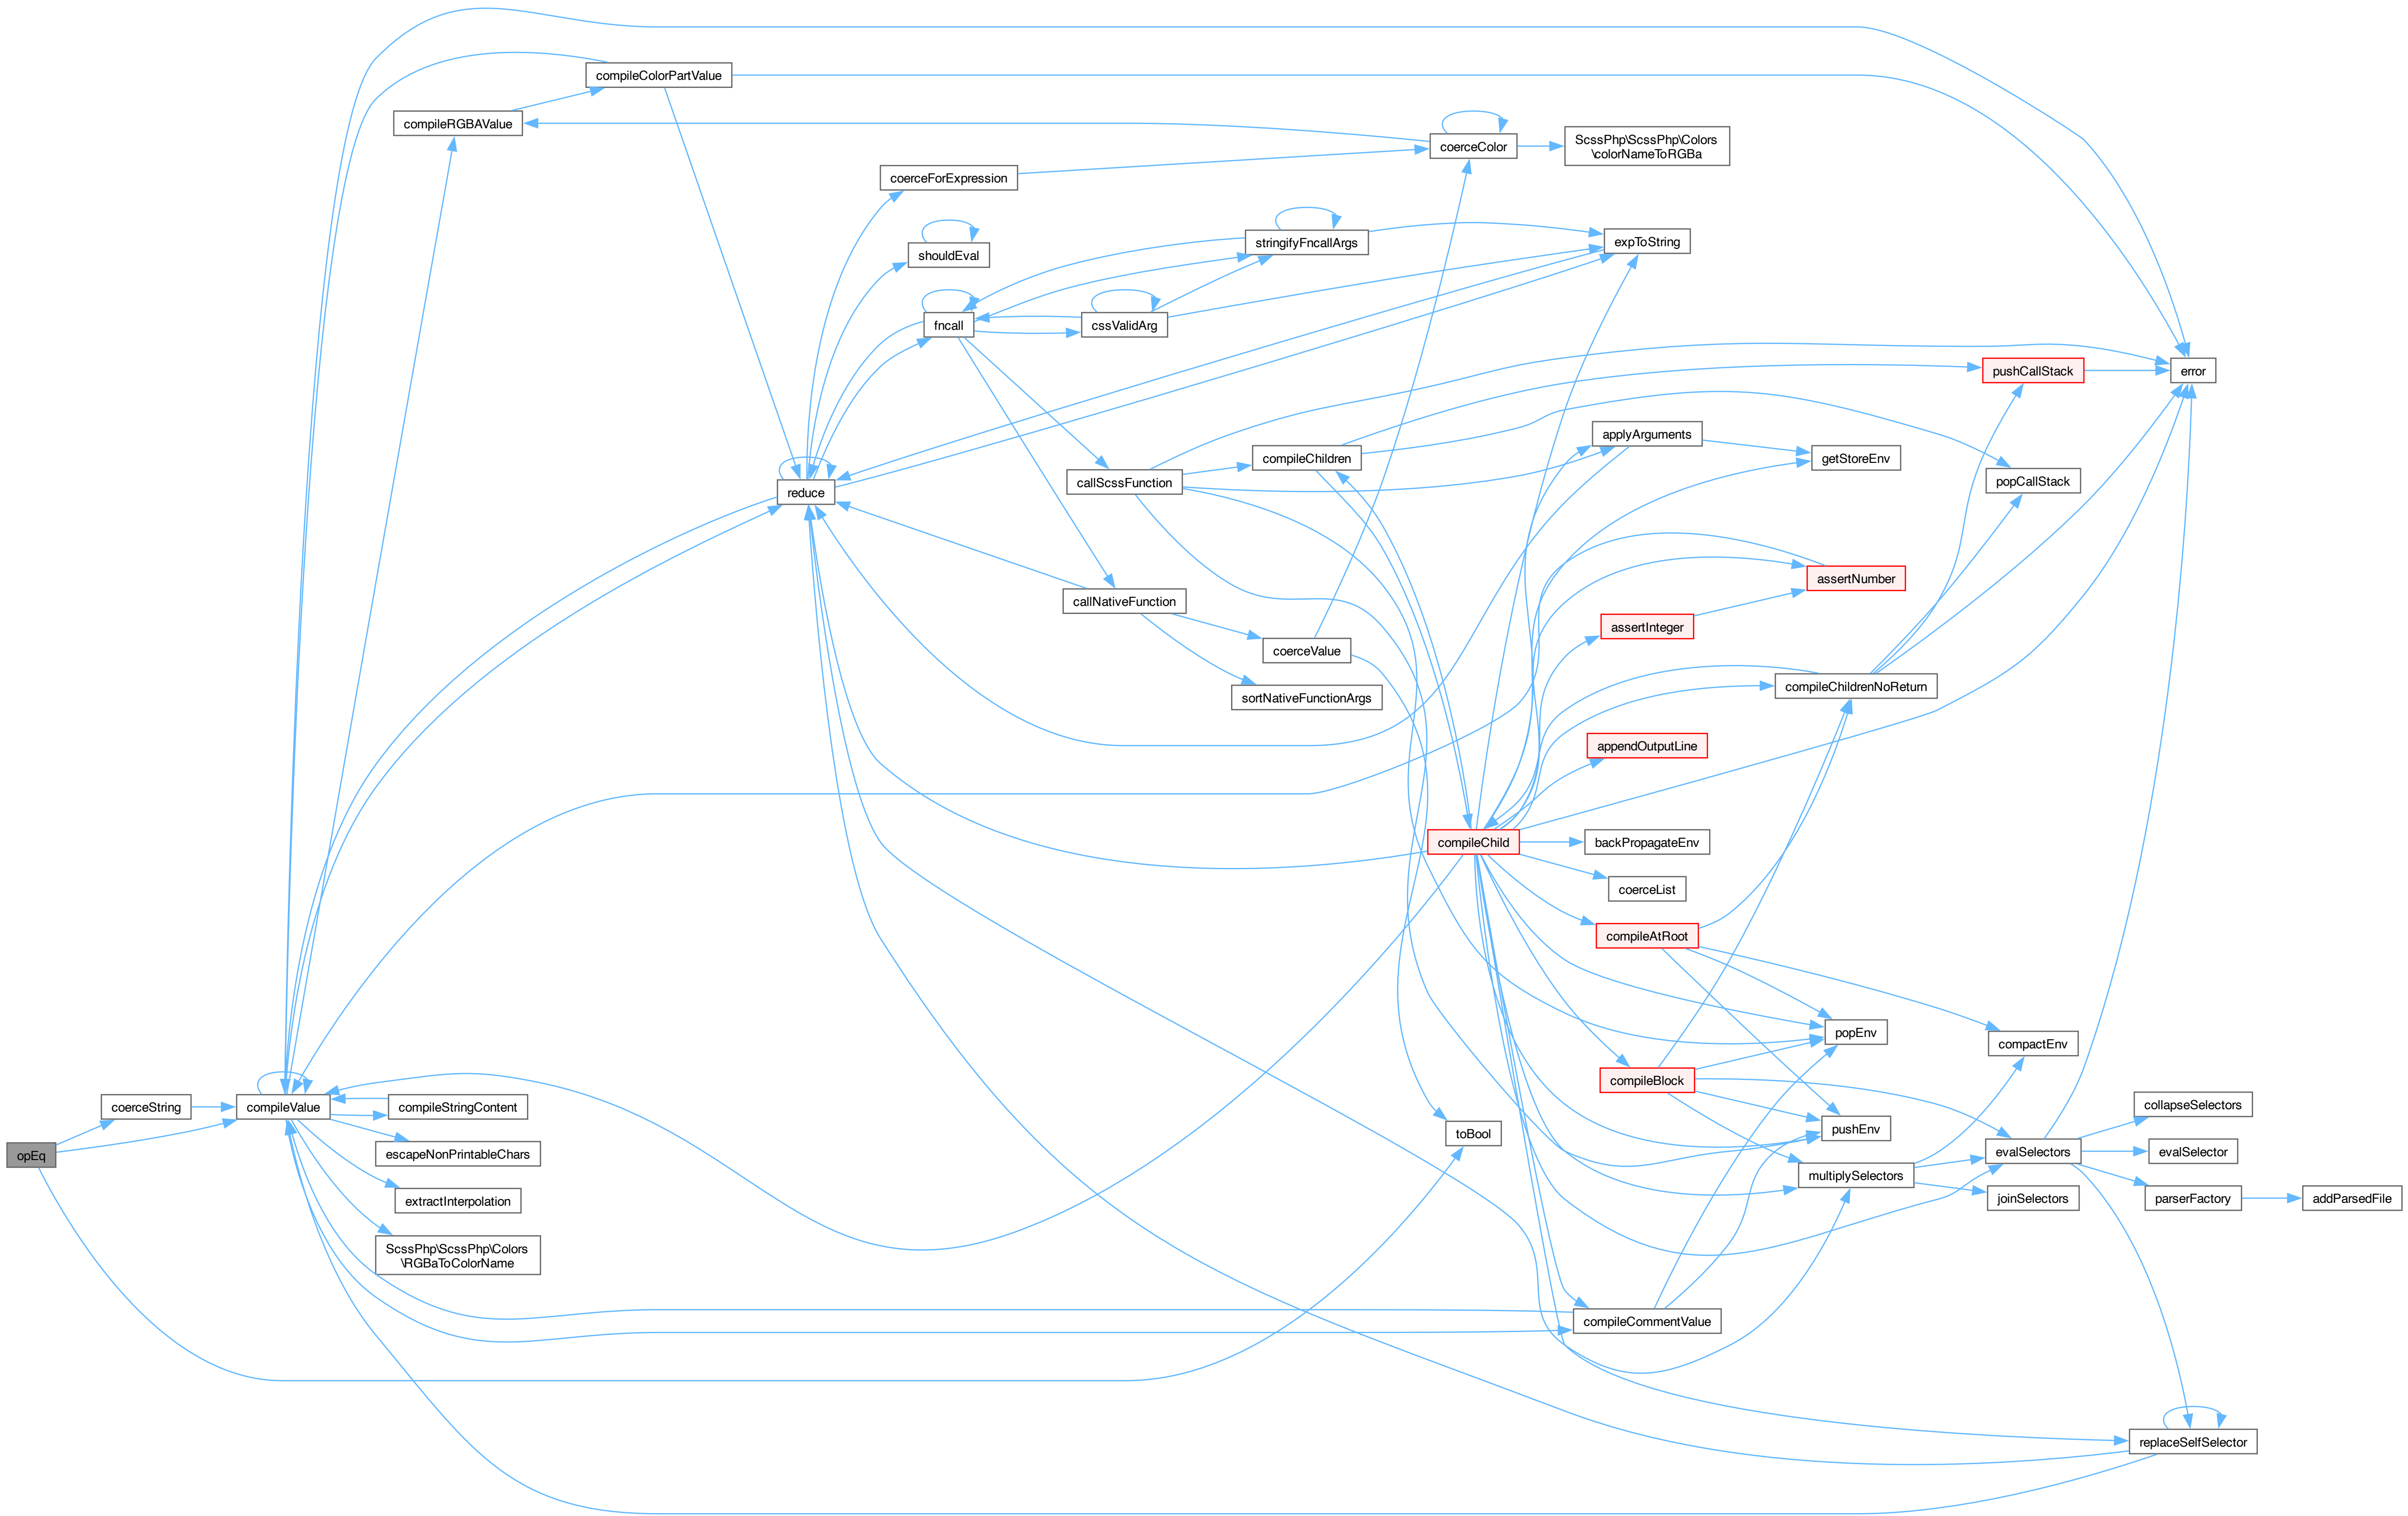 compileColorPartValue
compileRGBAValue
coerceColor
ScssPhp\ScssPhp\Colors
\colorNameToRGBa
coerceForExpression
shouldEval
stringifyFncallArgs
expToString
fncall
cssValidArg
pushCallStack
error
applyArguments
compileChildren
getStoreEnv
callScssFunction
popCallStack
reduce
assertNumber
callNativeFunction
assertInteger
coerceValue
compileChildrenNoReturn
sortNativeFunctionArgs
appendOutputLine
compileChild
backPropagateEnv
coerceList
compileAtRoot
popEnv
compactEnv
compileBlock
coerceString
compileValue
compileStringContent
collapseSelectors
toBool
pushEnv
opEq
escapeNonPrintableChars
evalSelectors
evalSelector
multiplySelectors
extractInterpolation
joinSelectors
parserFactory
addParsedFile
ScssPhp\ScssPhp\Colors
\RGBaToColorName
compileCommentValue
replaceSelfSelector